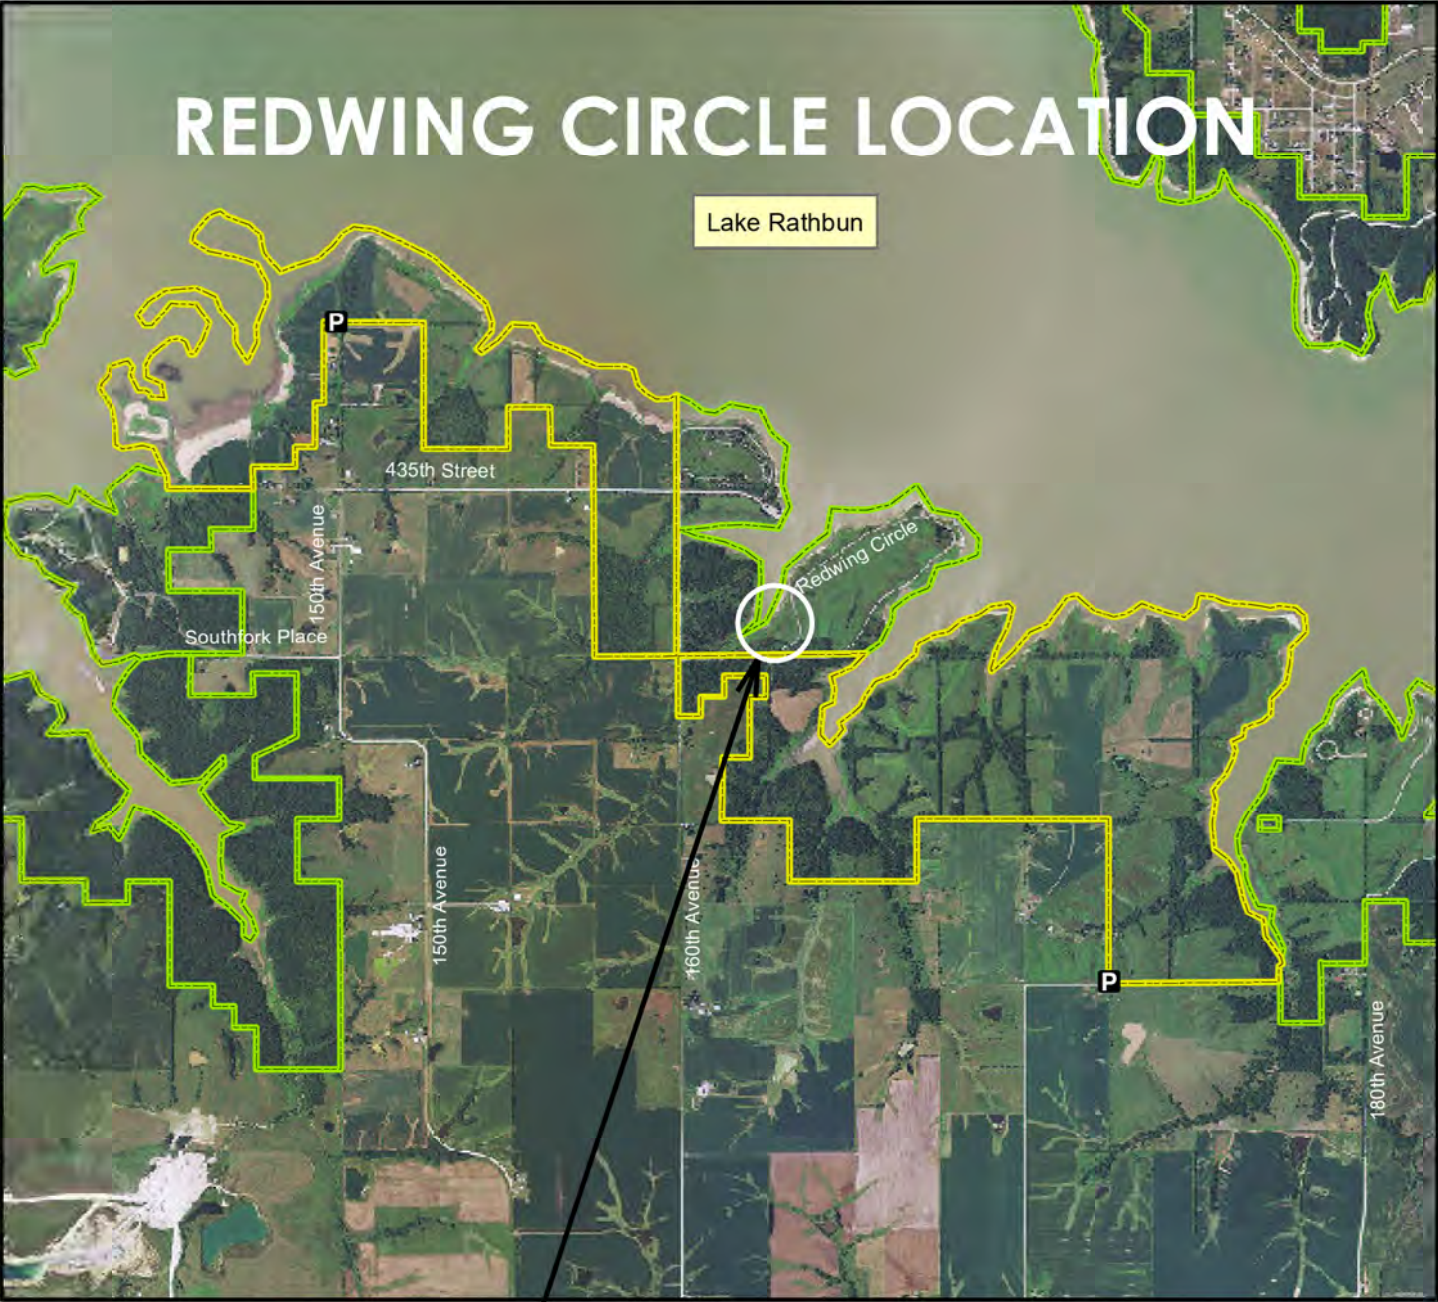 REDWING CIRCLE LOCATION
Lake Rathbun
P
435th Street
150th Avenue
Redwing Circle
Southfork Place
150th Avenue
160th Avenue
P
180th Avenue